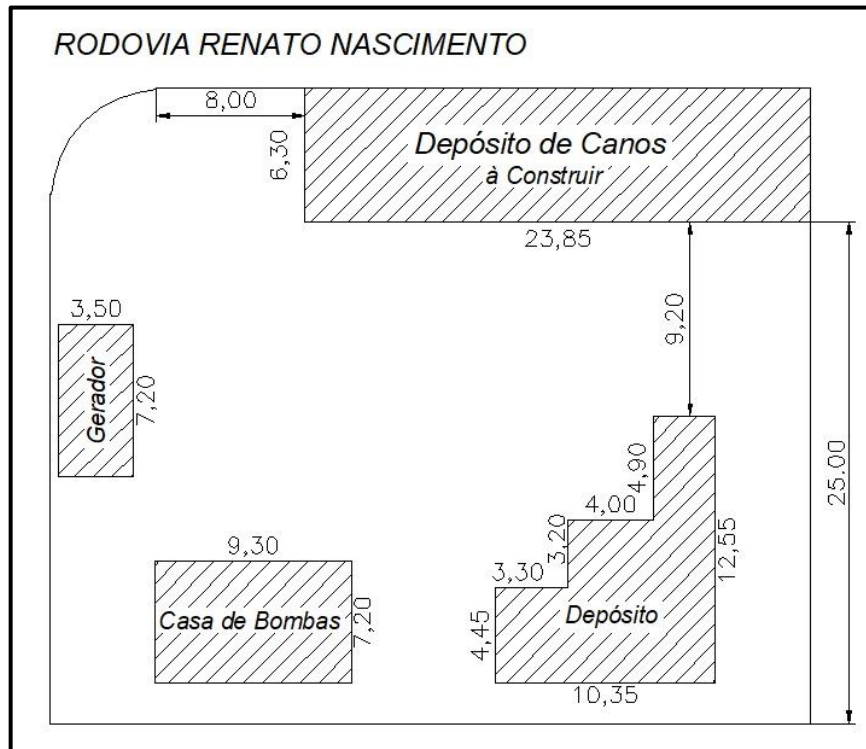 RODOVIA RENATO NASCIMENTO
8,00
6,30
Depósito de Canos
à Construir
23,85
9,20
25.00
3,50
Gerador
7,20
4,90
4,00
3,20
12,55
9,30
3,30
Casa de Bombas
7,20
4,45
Depósito
10,35